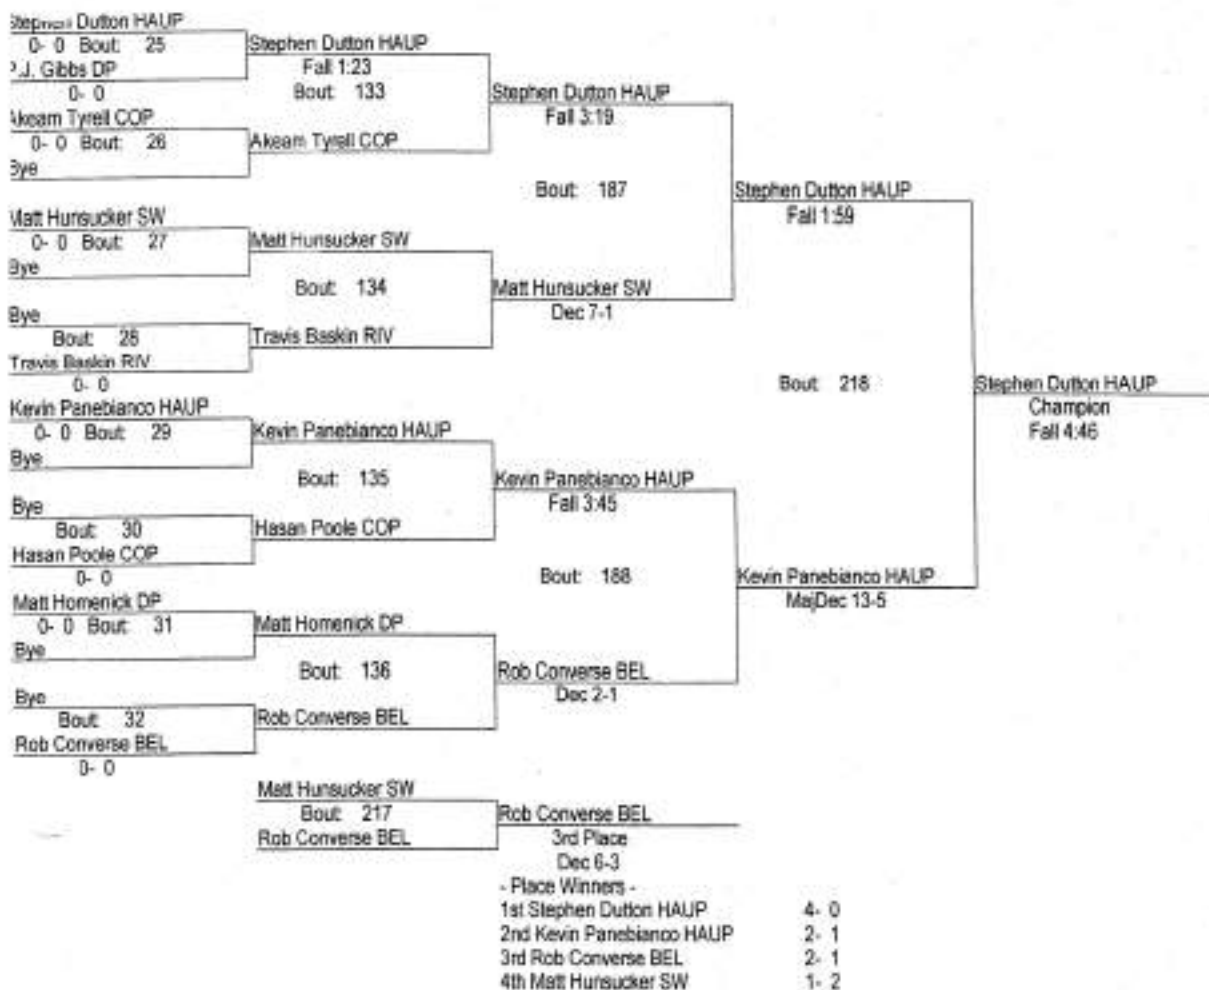 Stephen Dutton HAUP
0- 0 Bout: 25
P.J. Gibbs DP
0- 0
Akeam Tyrell COP
0- 0 Bout: 26
Bye
Matt Hunsucker SW
0- 0 Bout: 27
Bye
Bye
Bout: 28
Travis Baskin RIV
0- 0
Kevin Panebianco HAUP
0- 0 Bout: 29
Bye
Bye
Bout: 30
Hasan Poole COP
0- 0
Matt Homenick DP
0- 0 Bout: 31
Bye
Bye
Bout: 32
Rob Converse BEL
0- 0
Stephen Dutton HAUP
Fall 1:23
Bout: 133
Akeam Tyrell COP
Matt Hunsucker SW
Bout: 134
Travis Baskin RIV
Kevin Panebianco HAUP
Bout: 135
Hasan Poole COP
Matt Homenick DP
Bout: 136
Rob Converse BEL
Stephen Dutton HAUP
Fall 3:19
Bout: 187
Matt Hunsucker SW
Dec 7-1
Kevin Panebianco HAUP
Fall 3:45
Bout: 188
Rob Converse BEL
Dec 2-1
Stephen Dutton HAUP
Fall 1:59
Bout: 218
Kevin Panebianco HAUP
MajDec 13-5
Stephen Dutton HAUP
Champion
Fall 4:46
Matt Hunsucker SW
Bout: 217
Rob Converse BEL
Rob Converse BEL
3rd Place
Dec 6-3
- Place Winners -
1st Stephen Dutton HAUP 4- 0
2nd Kevin Panebianco HAUP 2- 1
3rd Rob Converse BEL 2- 1
4th Matt Hunsucker SW 1- 2